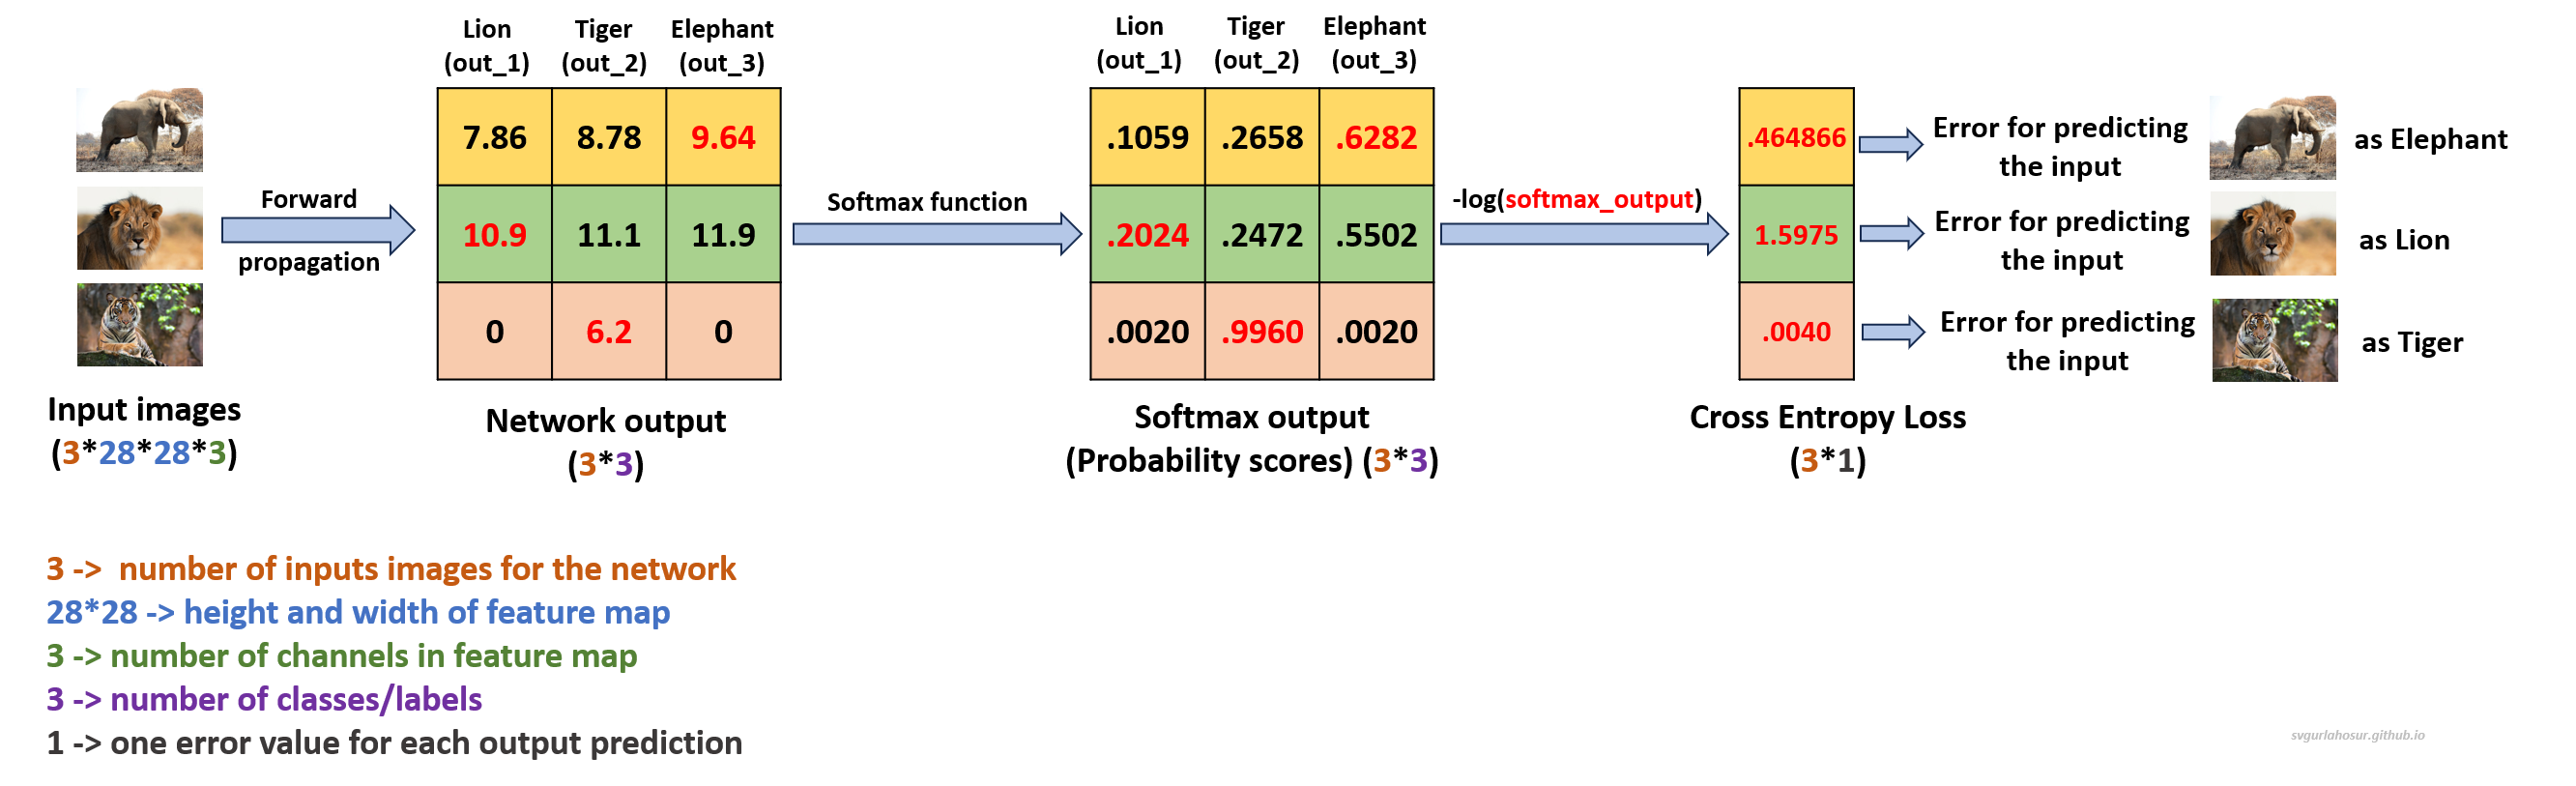 Lion Tiger Elephant
(out_1) (out_2) (out_3)
7.86 8.78 9.64
10.9 11.1 11.9
0 6.2 0
Network output
(3*3)
Forward
propagation
Input images
(3*28*28*3)
Softmax function
Lion Tiger Elephant
(out_1) (out_2) (out_3)
.1059 .2658 .6282
.2024 .2472 .5502
.0020 .9960 .0020
Softmax output
(Probability scores) (3*3)
-log(softmax_output)
.464866
1.5975
.0040
Cross Entropy Loss
(3*1)
Error for predicting
the input
as Elephant
Error for predicting
the input
as Lion
Error for predicting
the input
as Tiger
3 -> number of inputs images for the network
28*28 -> height and width of feature map
3 -> number of channels in feature map
3 -> number of classes/labels
1 -> one error value for each output prediction
svgurlahosur.github.io